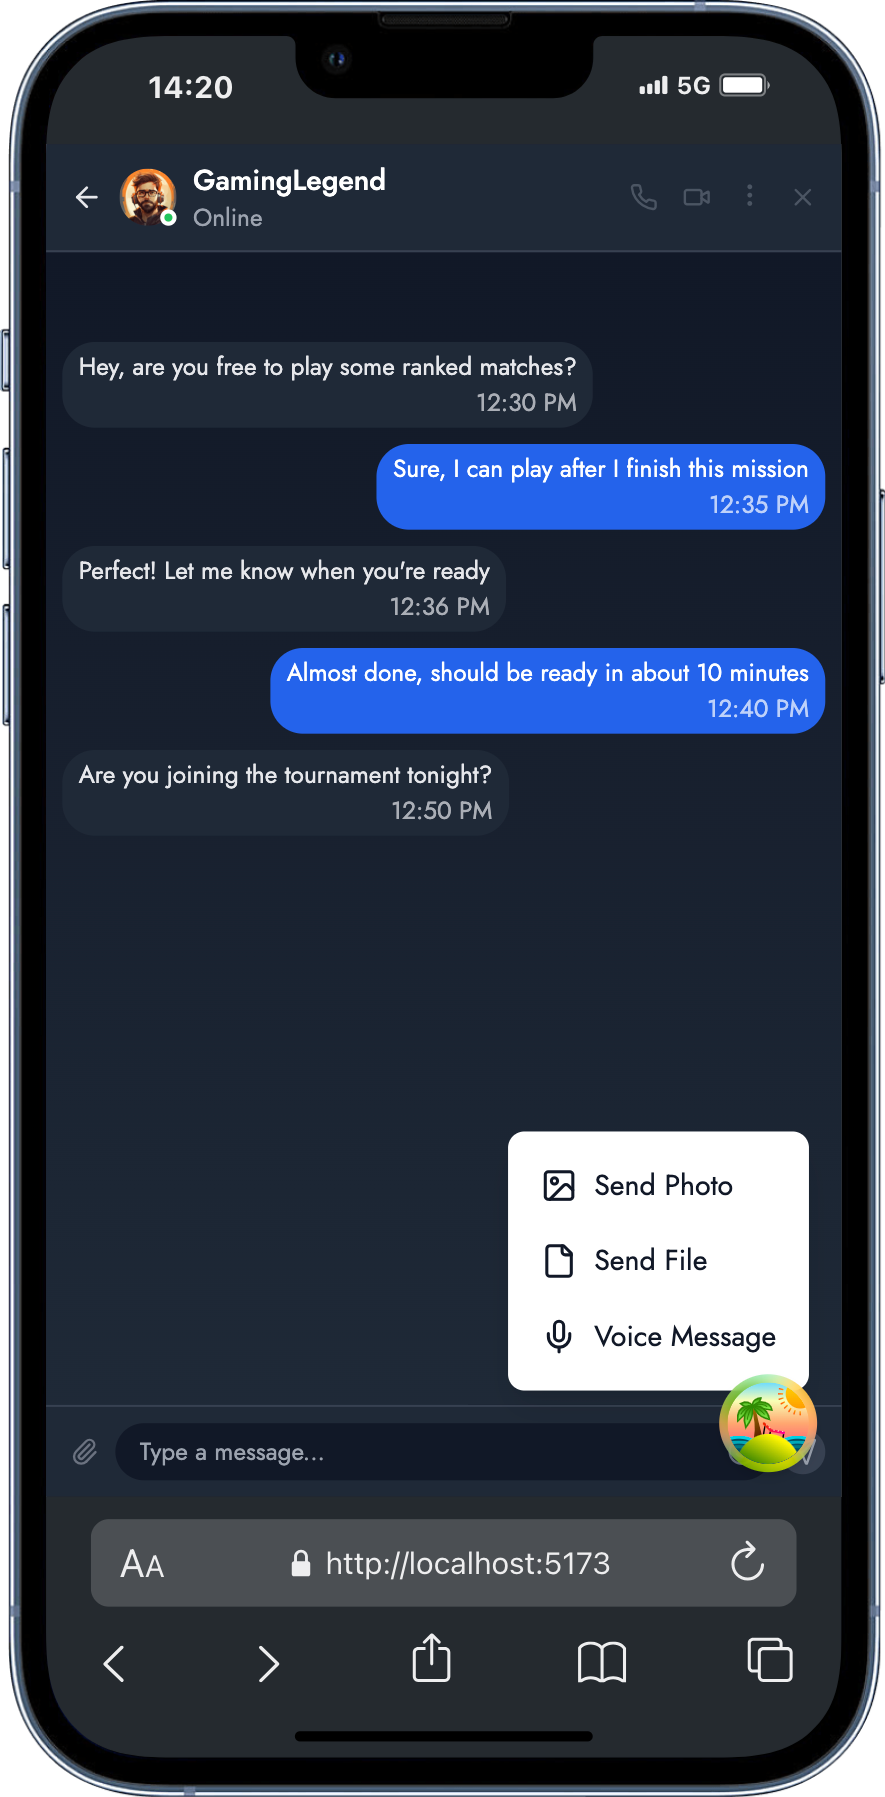 14:20
5G
GamingLegend
Online
Hey, are you free to play some ranked matches?
12:30 PM
Sure, I can play after I finish this mission
12:35 PM
Perfect! Let me know when you're ready
12:36 PM
Almost done, should be ready in about 10 minutes
12:40 PM
Are you joining the tournament tonight?
12:50 PM
Send Photo
Send File
Voice Message
Type a message...
AA
http://localhost:5173